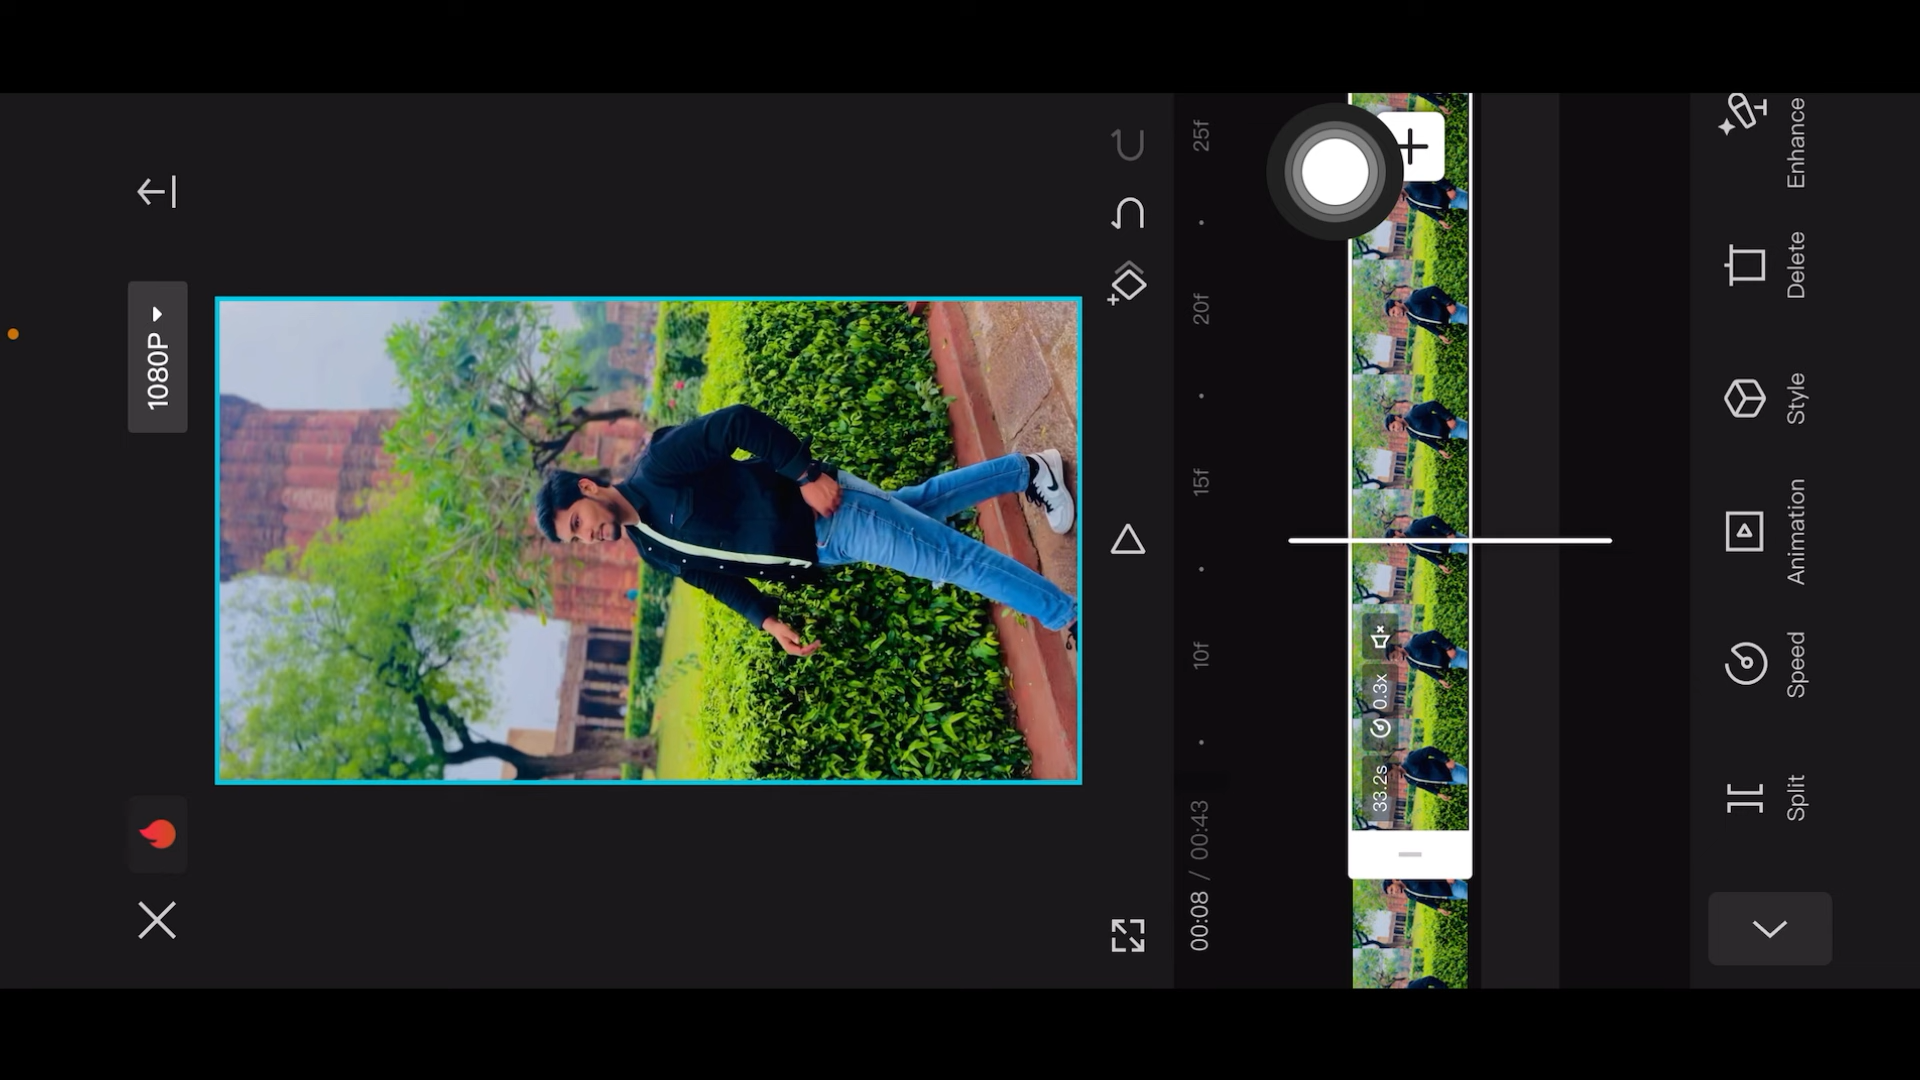 1080P
00:08 / 00:43
10f
15f
20f
25f
33.2s
0.3x
Split
Speed
Animation
Style
Delete
Enhance